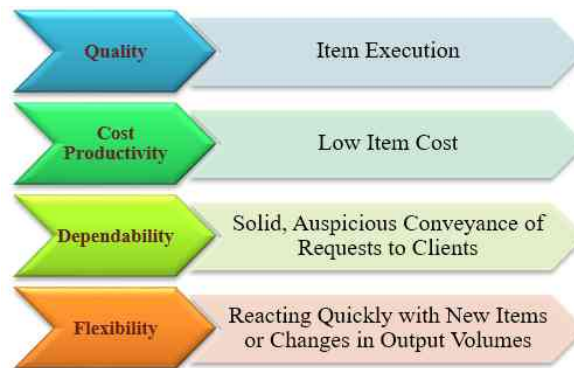 Quality
Item Execution
Cost
Productivity
Low Item Cost
Dependability
Solid, Auspicious Conveyance of
Requests to Clients
Flexibility
Reacting Quickly with New Items
or Changes in Output Volumes